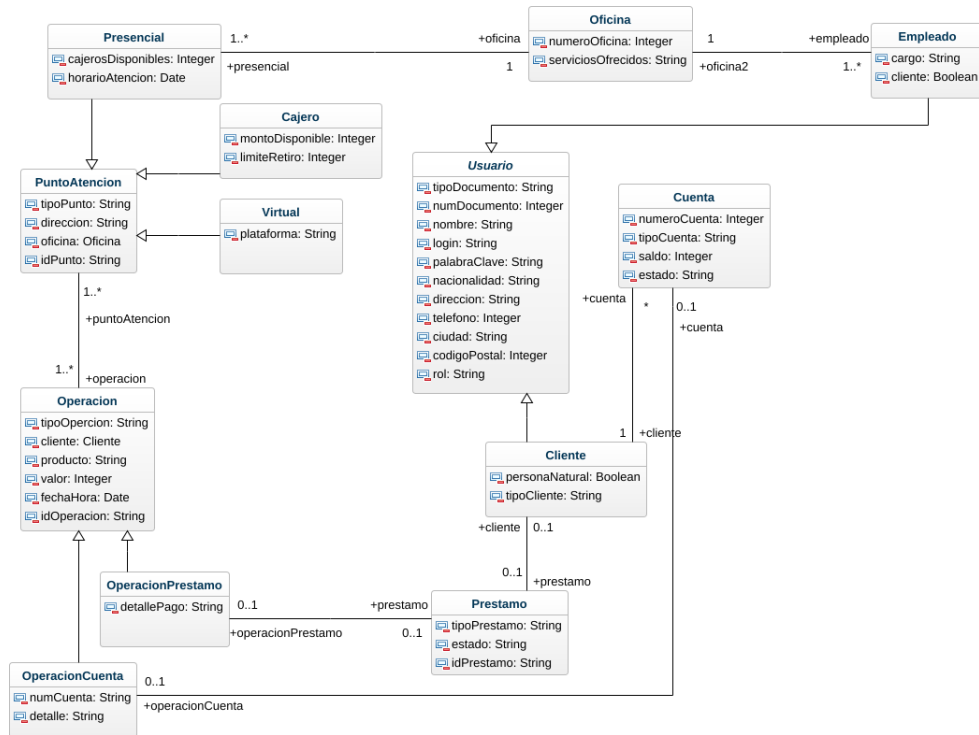 Presencial
cajerosDisponibles: Integer
horarioAtencion: Date
1..*
+presencial
+oficina
1
Oficina
numeroOficina: Integer
serviciosOfrecidos: String
1
+oficina2
+empleado
1..*
Empleado
cargo: String
cliente: Boolean
Cajero
montoDisponible: Integer
limiteRetiro: Integer
PuntoAtencion
tipoPunto: String
direccion: String
oficina: Oficina
idPunto: String
Virtual
plataforma: String
Usuario
tipoDocumento: String
numDocumento: Integer
nombre: String
login: String
palabraClave: String
nacionalidad: String
direccion: String
telefono: Integer
ciudad: String
codigoPostal: Integer
rol: String
Cuenta
numeroCuenta: Integer
tipoCuenta: String
saldo: Integer
estado: String
+cuenta
*
0..1
+cuenta
1..*
+puntoAtencion
1..*
+operacion
Operacion
tipoOpercion: String
cliente: Cliente
producto: String
valor: Integer
fechaHora: Date
idOperacion: String
1
+cliente
Cliente
personaNatural: Boolean
tipoCliente: String
+cliente
0..1
0..1
+prestamo
OperacionPrestamo
detallePago: String
0..1
+operacionPrestamo
+prestamo
0..1
Prestamo
tipoPrestamo: String
estado: String
idPrestamo: String
OperacionCuenta
numCuenta: String
detalle: String
0..1
+operacionCuenta